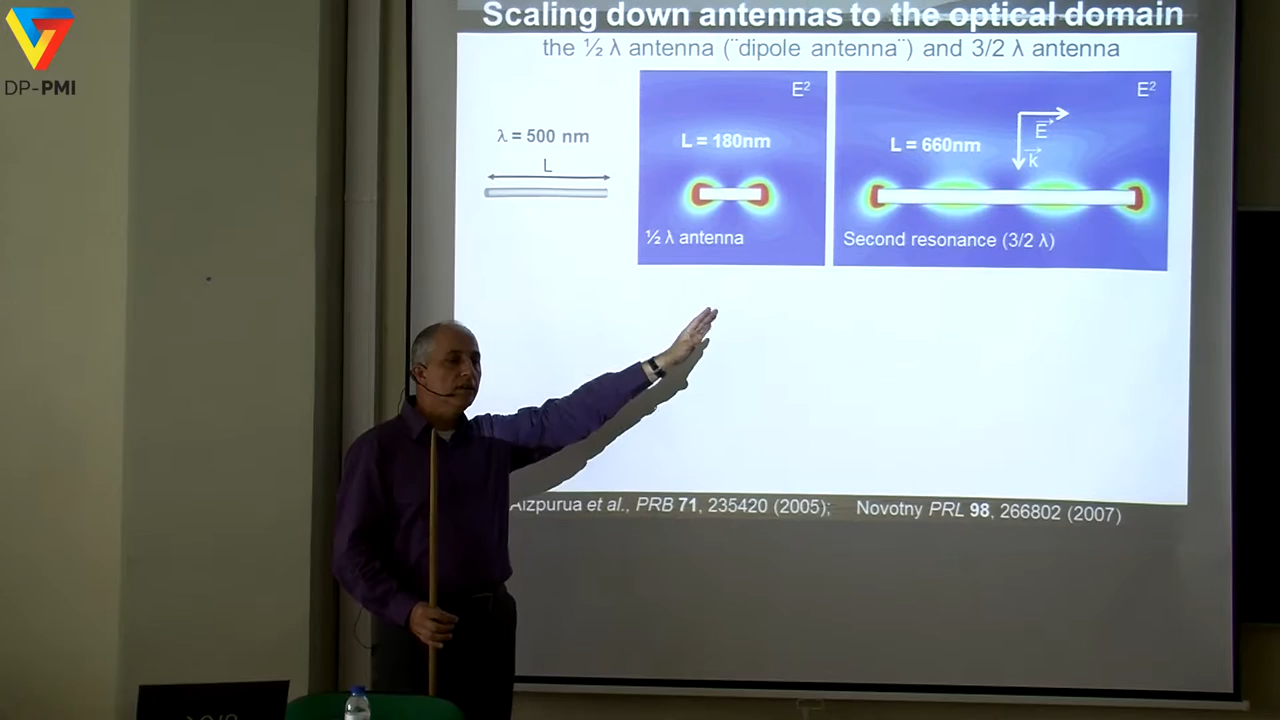 DP-PMI
Scaling down antennas to the optical domain
the ½ λ antenna (¨dipole antenna¨) and 3/2 λ antenna
λ = 500 nm
L
E²
L = 180nm
½ λ antenna
E²
E
k
L = 660nm
Second resonance (3/2 λ)
Aizpurua et al., PRB 71, 235420 (2005); Novotny PRL 98, 266802 (2007)